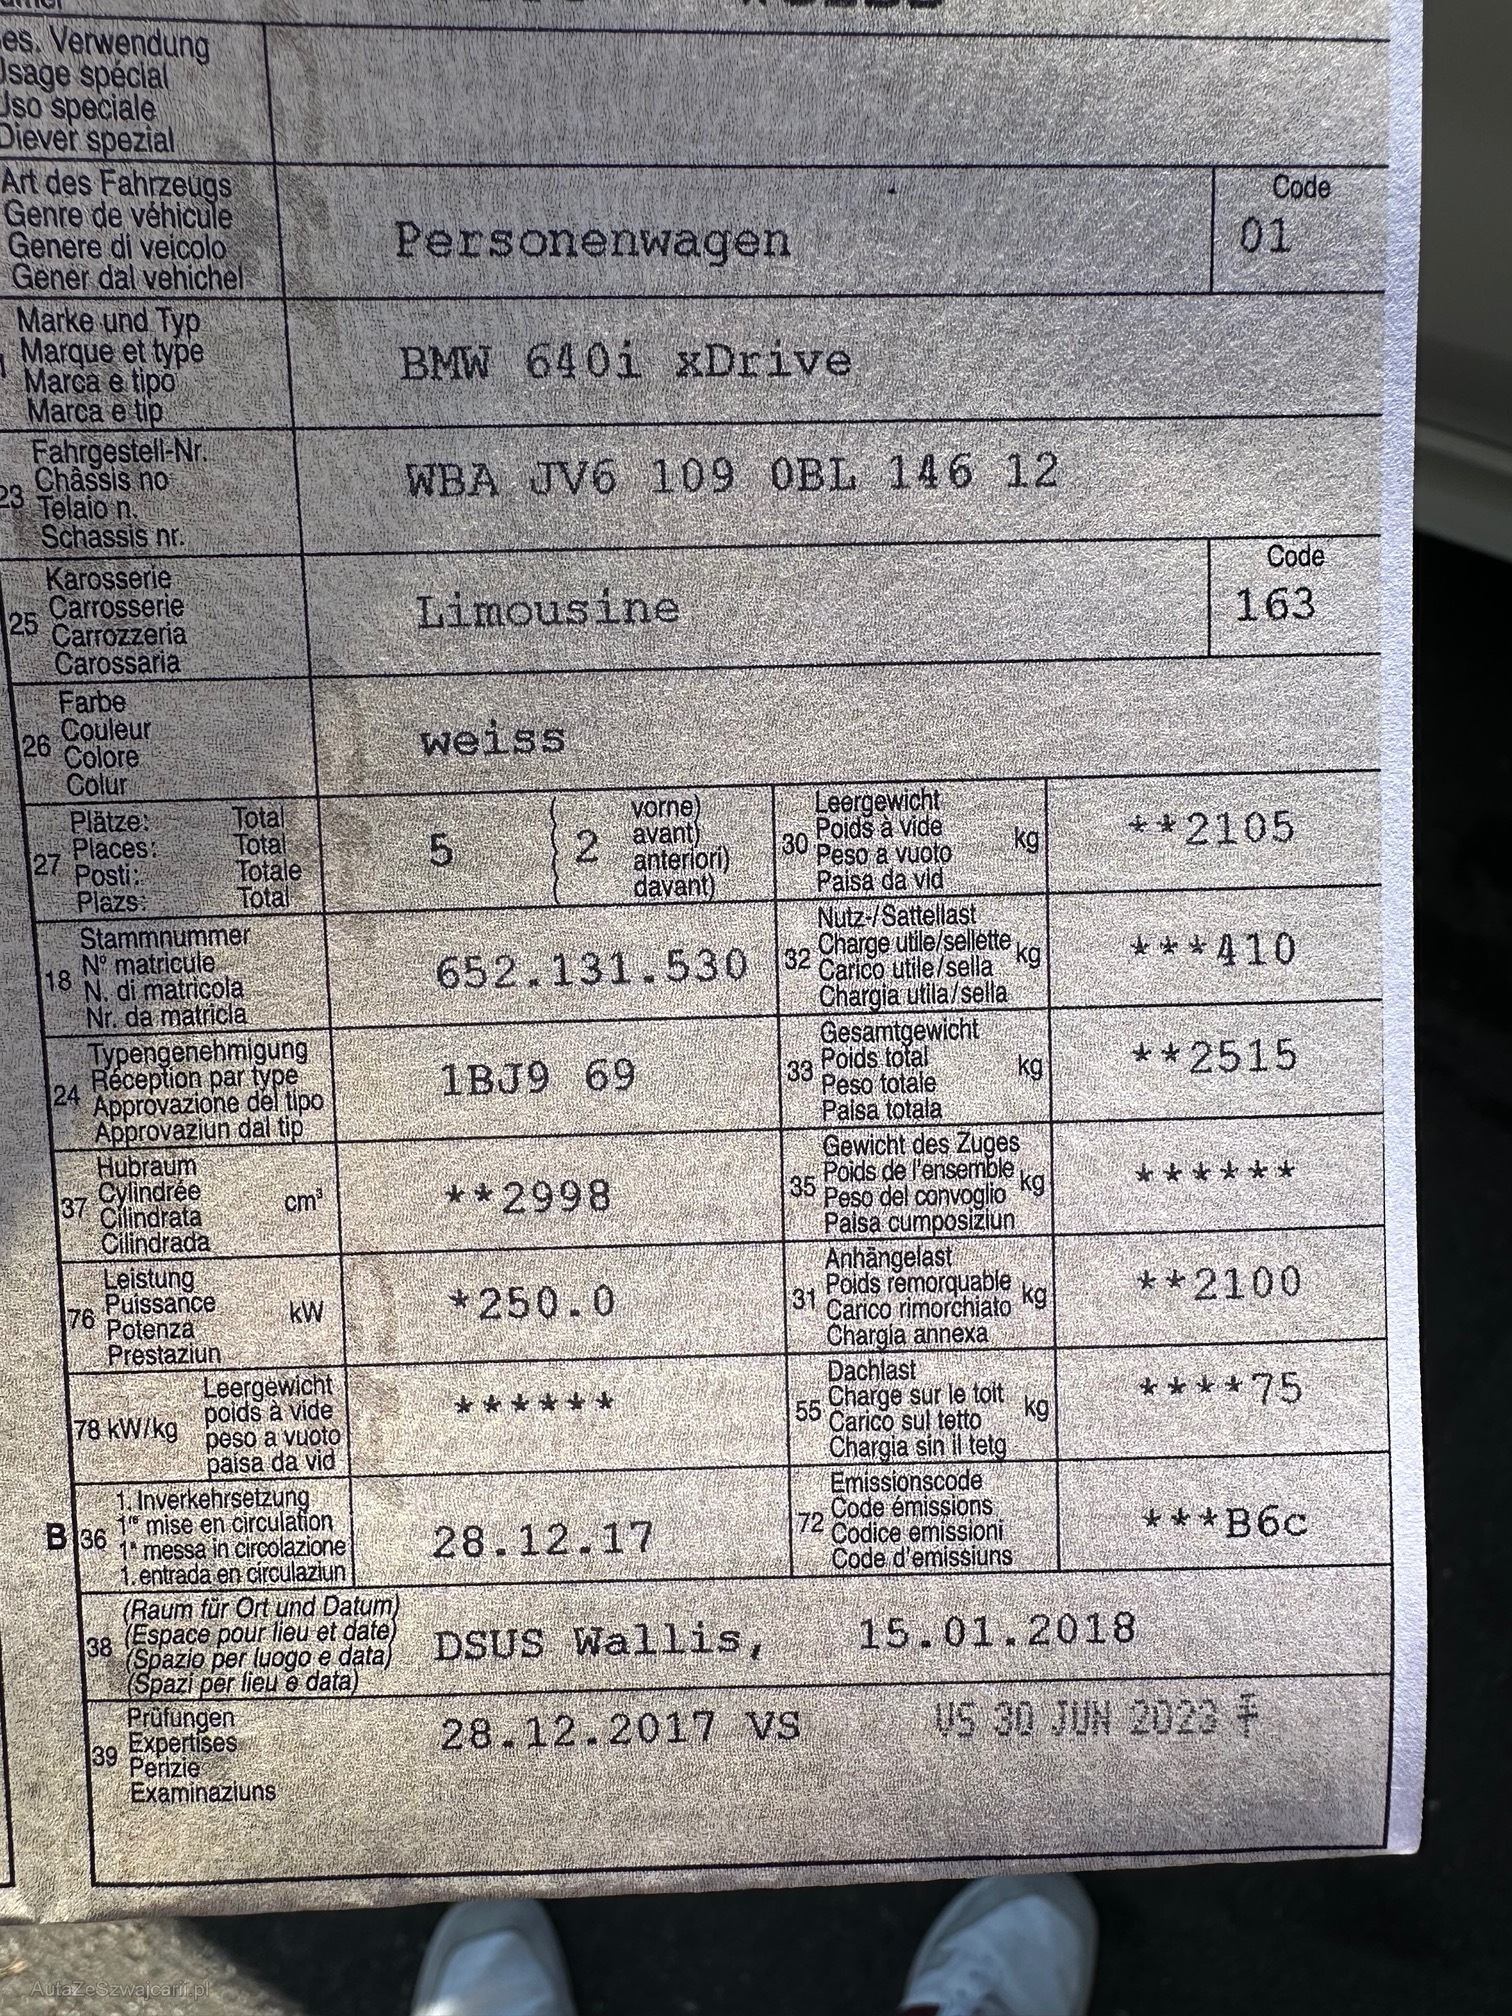 es. Verwendung
Usage spécial
Uso speciale
Diever spezial
Art des Fahrzeugs
Genre de véhicule
Genere di veicolo
Gener dal vehichel
Personenwagen
Code
01
Marke und Typ
Marque et type
Marca e tipo
Marca e tip
BMW 640i xDrive
23
Fahrgestell-Nr.
Châssis no
Telaio n.
Schassis nr.
WBA JV6 109 0BL 146 12
25
Karosserie
Carrosserie
Carrozzeria
Carossaria
Limousine
Code
163
26
Farbe
Couleur
Colore
Colur
weiss
27
Plätze: Total
Places: Total
Posti: Totale
Plazs: Total
5 ( 2
vorne)
avant)
anteriori)
davant)
30
Leergewicht
Poids à vide
Peso a vuoto
Paisa da vid
kg
**2105
18
Stammnummer
N° matricule
N. di matricola
Nr. da matricla
652.131.530
32
Nutz-/Sattellast
Charge utile/sellette
Carico utile/sella
Chargia utila/sella
kg
***410
24
Typengenehmigung
Réception par type
Approvazione del tipo
Approvaziun dal tip
1BJ9 69
33
Gesamtgewicht
Poids total
Peso totale
Paisa totala
kg
**2515
37
Hubraum
Cylindrée
Cilindrata
Cilindrada
cm³
**2998
35
Gewicht des Zuges
Poids de l'ensemble
Peso del convoglio
Paisa cumposiziun
kg
******
76
Leistung
Puissance
Potenza
Prestaziun
kW
*250.0
31
Anhängelast
Poids remorquable
Carico rimorchiato
Chargia annexa
kg
**2100
78 kW/kg
Leergewicht
poids à vide
peso a vuoto
paisa da vid
******
55
Dachlast
Charge sur le toit
Carico sul tetto
Chargia sin il tetg
kg
****75
B 36
1. Inverkehrsetzung
1re mise en circulation
1a messa in circolazione
1. entrada en circulaziun
28.12.17
72
Emissionscode
Code émissions
Codice emissioni
Code d'emissiuns
***B6c
38
(Raum für Ort und Datum)
(Espace pour lieu et date)
(Spazio per luogo e data)
(Spazi per lieu e data)
DSUS Wallis, 15.01.2018
39
Prüfungen
Expertises
Perizie
Examinaziuns
28.12.2017 VS
VS 30 JUN 2023
AutaZeSzwajcarii.pl